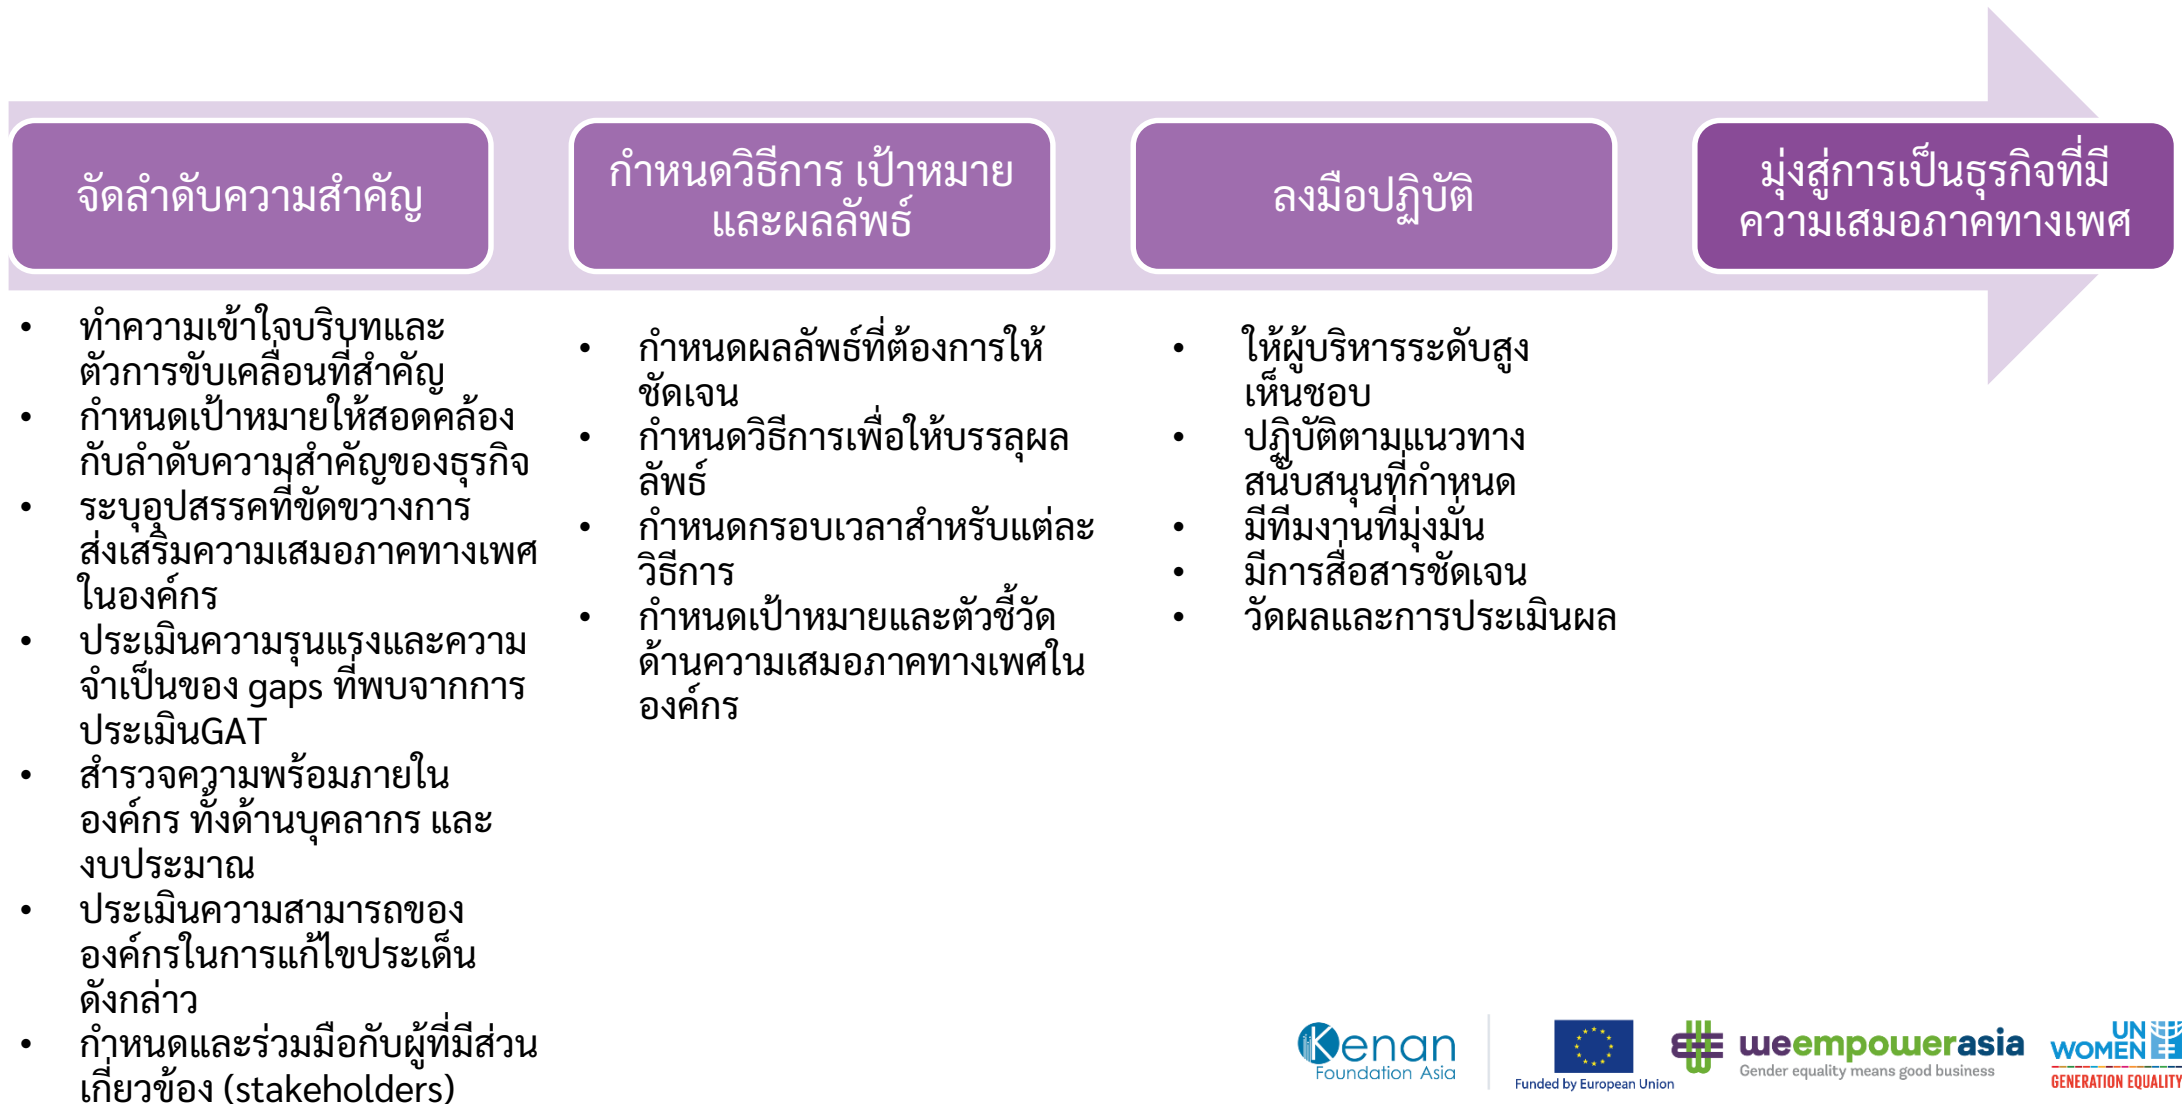 จัดลำดับความสำคัญ
กำหนดวิธีการ เป้าหมาย
และผลลัพธ์
ลงมือปฏิบัติ
มุ่งสู่การเป็นธุรกิจที่มี
ความเสมอภาคทางเพศ
• ทำความเข้าใจบริบทและ
ตัวการขับเคลื่อนที่สำคัญ
• กำหนดเป้าหมายให้สอดคล้อง
กับลำดับความสำคัญของธุรกิจ
• ระบุอุปสรรคที่ขัดขวางการ
ส่งเสริมความเสมอภาคทางเพศ
ในองค์กร
• ประเมินความรุนแรงและความ
จำเป็นของ gaps ที่พบจากการ
ประเมินGAT
• สำรวจความพร้อมภายใน
องค์กร ทั้งด้านบุคลากร และ
งบประมาณ
• ประเมินความสามารถของ
องค์กรในการแก้ไขประเด็น
ดังกล่าว
• กำหนดและร่วมมือกับผู้ที่มีส่วน
เกี่ยวข้อง (stakeholders)
• กำหนดผลลัพธ์ที่ต้องการให้
ชัดเจน
• กำหนดวิธีการเพื่อให้บรรลุผล
ลัพธ์
• กำหนดกรอบเวลาสำหรับแต่ละ
วิธีการ
• กำหนดเป้าหมายและตัวชี้วัด
ด้านความเสมอภาคทางเพศใน
องค์กร
• ให้ผู้บริหารระดับสูง
เห็นชอบ
• ปฏิบัติตามแนวทาง
สนับสนุนที่กำหนด
• มีทีมงานที่มุ่งมั่น
• มีการสื่อสารชัดเจน
• วัดผลและการประเมินผล
Kenan
Foundation Asia
Funded by European Union
weempowerasia
Gender equality means good business
UN
WOMEN
GENERATION EQUALITY